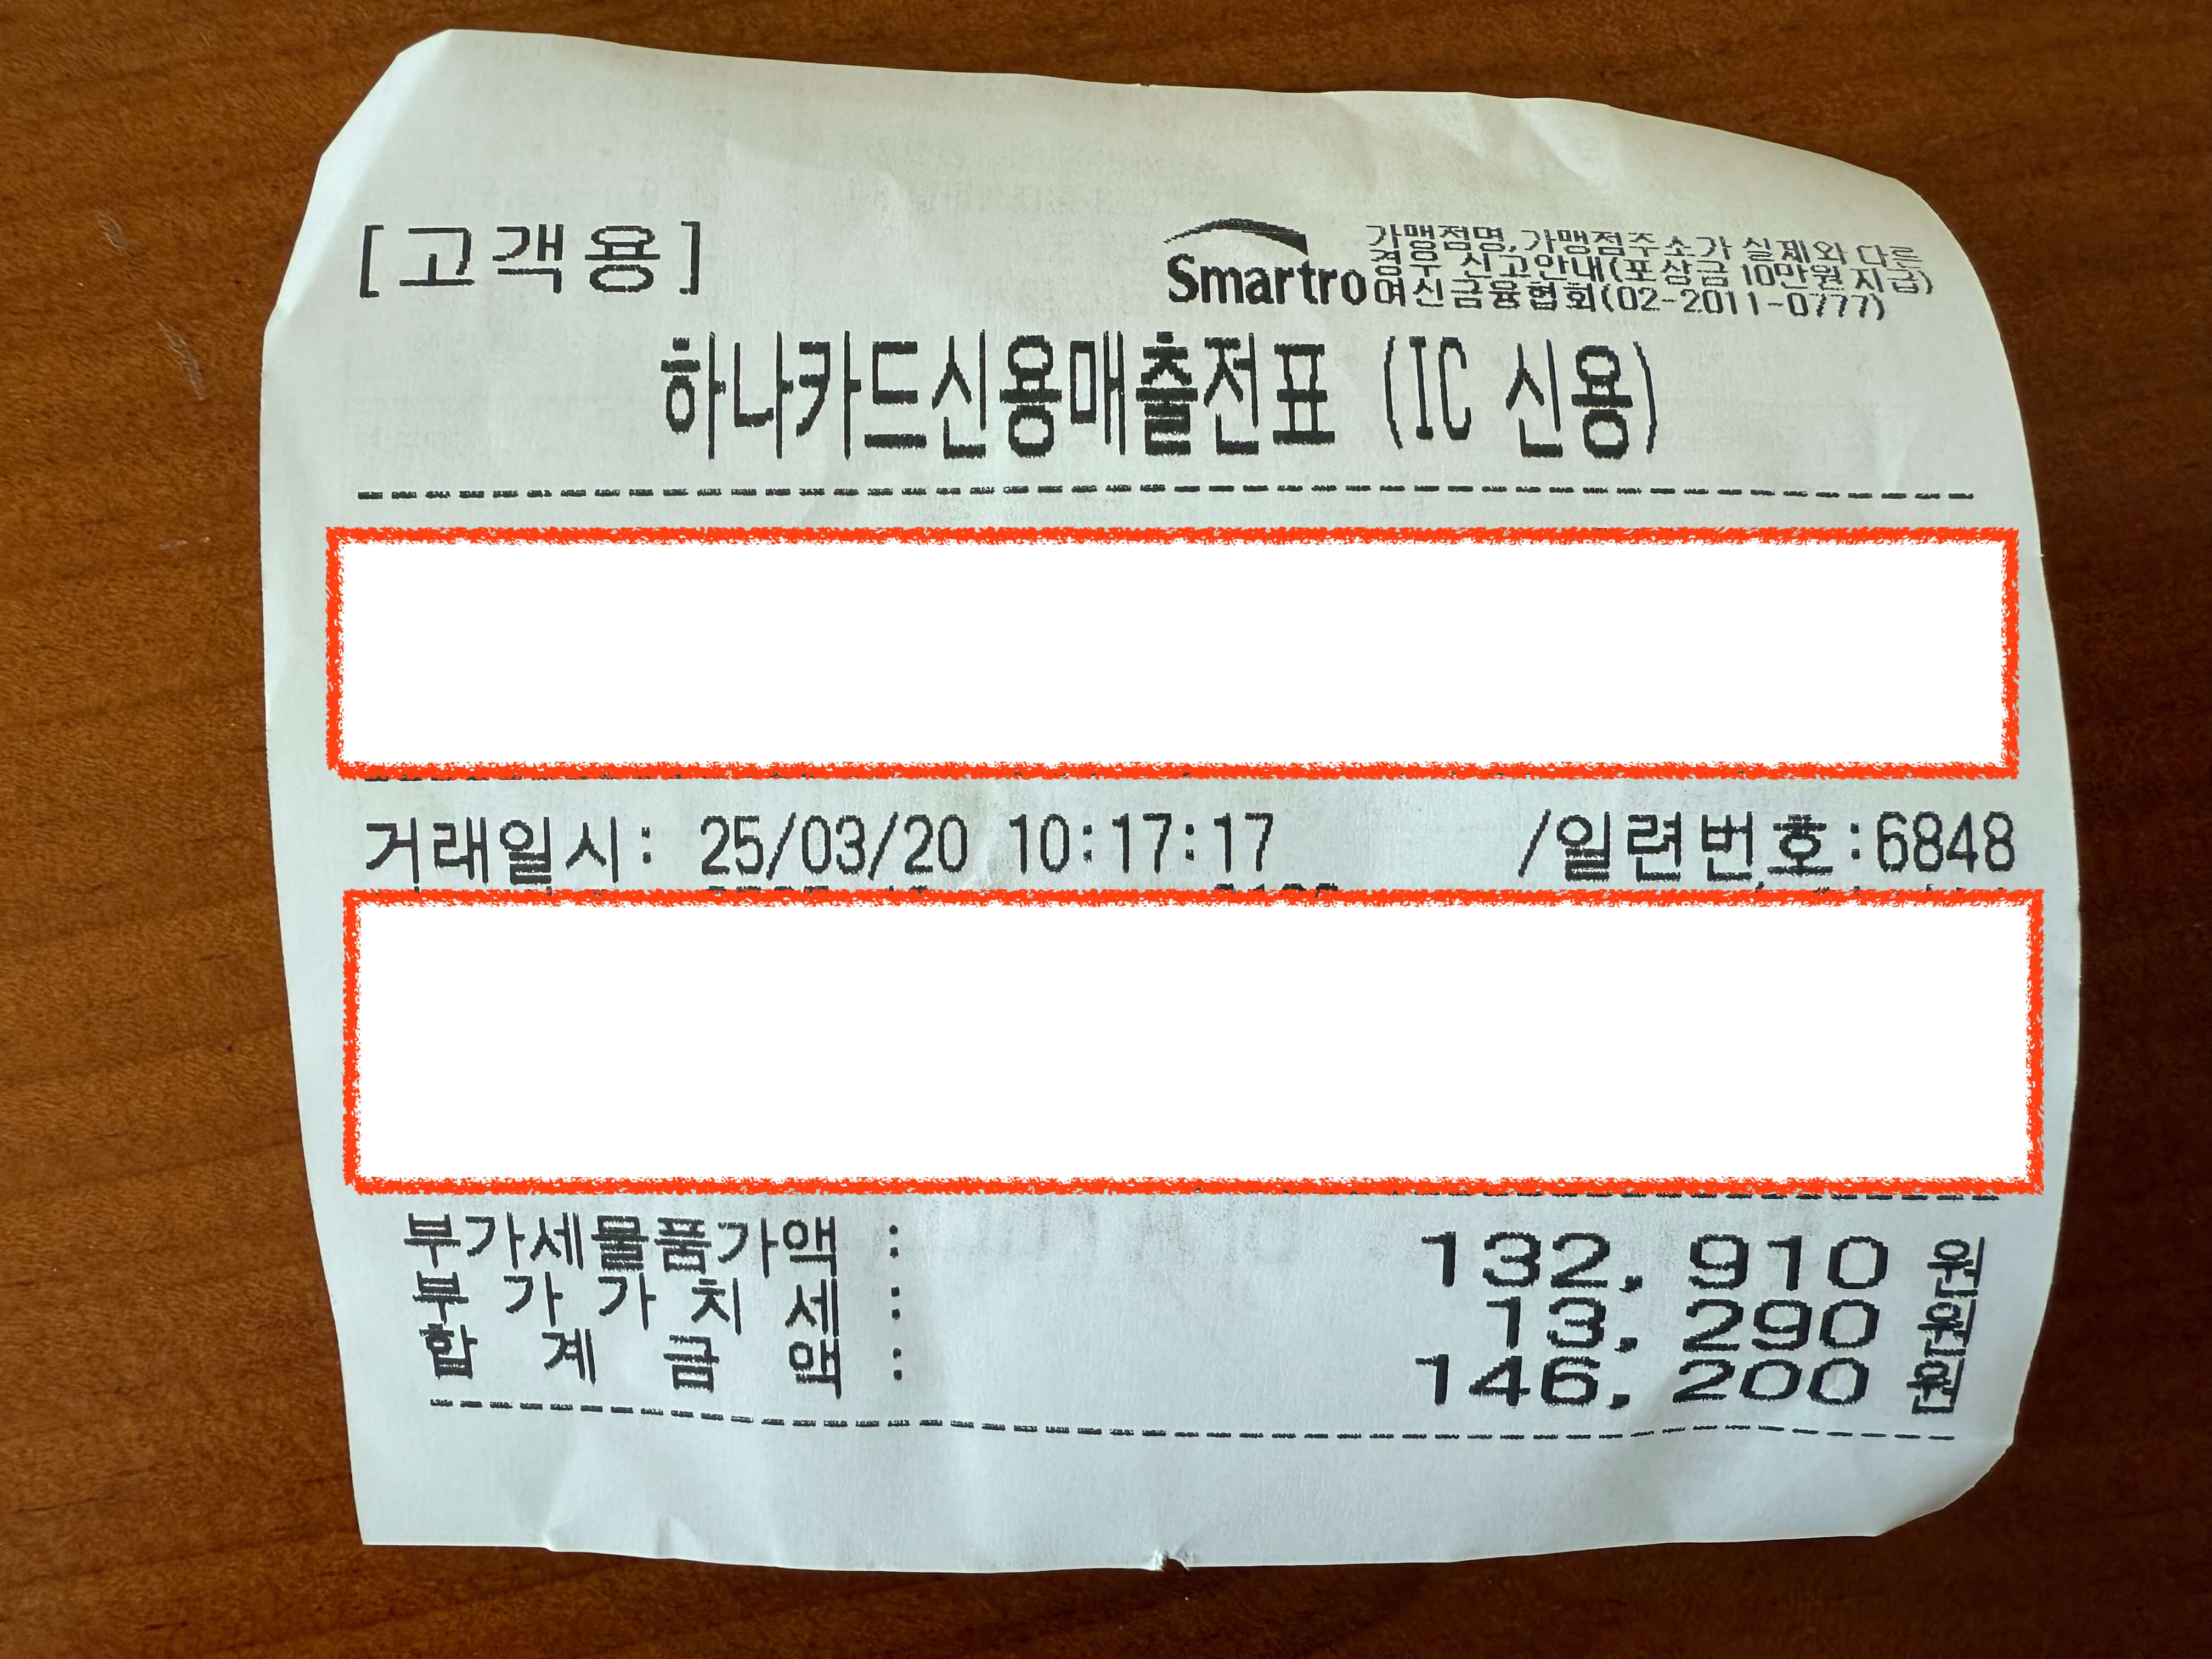 [고객용]
Smartro
가맹점명,가맹점주소가 실제와 다른
경우 신고안내(포상금 10만원 지급)
여신금융협회(02-2011-0777)
하나카드신용매출전표 (IC 신용)
거래일시: 25/03/20 10:17:17 /일련번호:6848
부가세물품가액 : 132,910 원
부 가 가 치 세 : 13,290 원
합 계 금 액 : 146,200 원